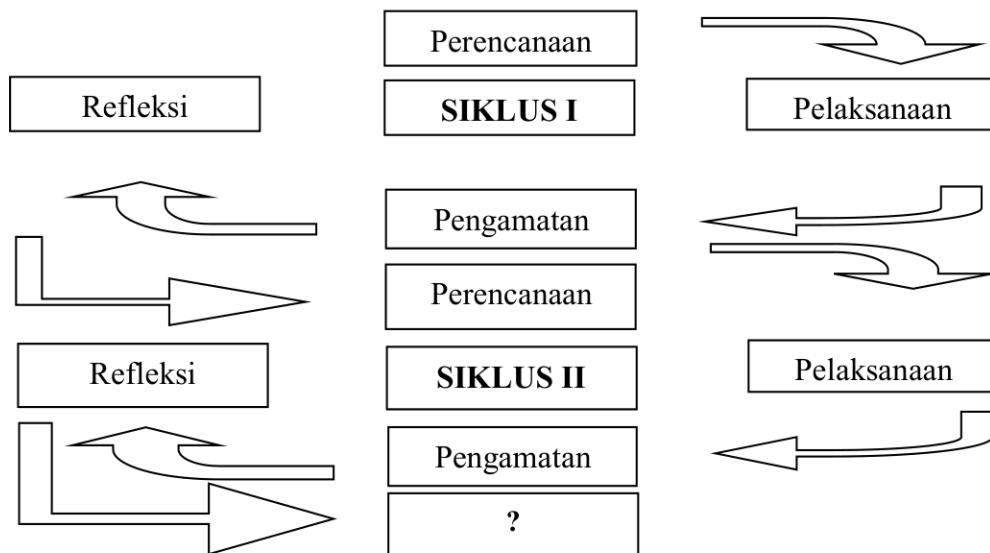 Perencanaan
Refleksi
SIKLUS I
Pelaksanaan
Pengamatan
Perencanaan
Refleksi
SIKLUS II
Pelaksanaan
Pengamatan
?